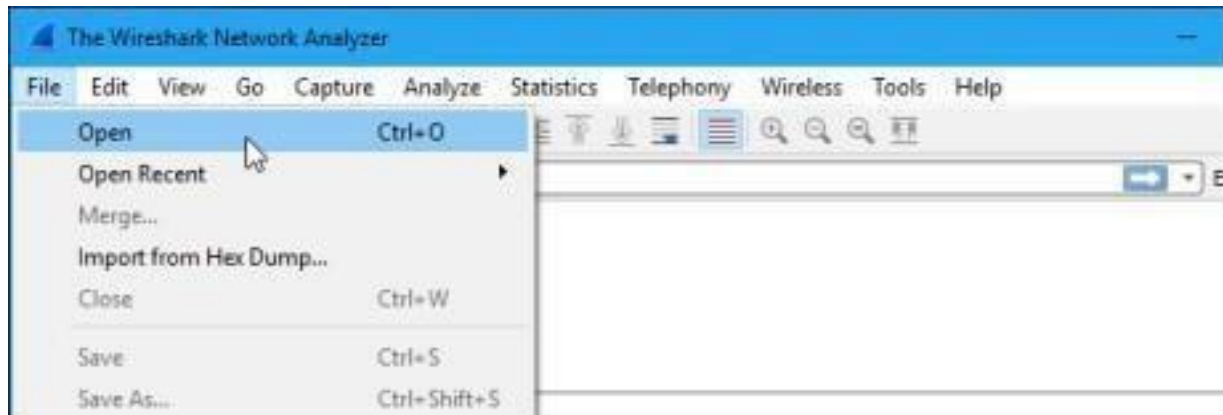 The Wireshark Network Analyzer
File Edit View Go Capture Analyze Statistics Telephony Wireless Tools Help
Open Ctrl+O
Open Recent
Merge...
Import from Hex Dump...
Close Ctrl+W
Save Ctrl+S
Save As... Ctrl+Shift+S